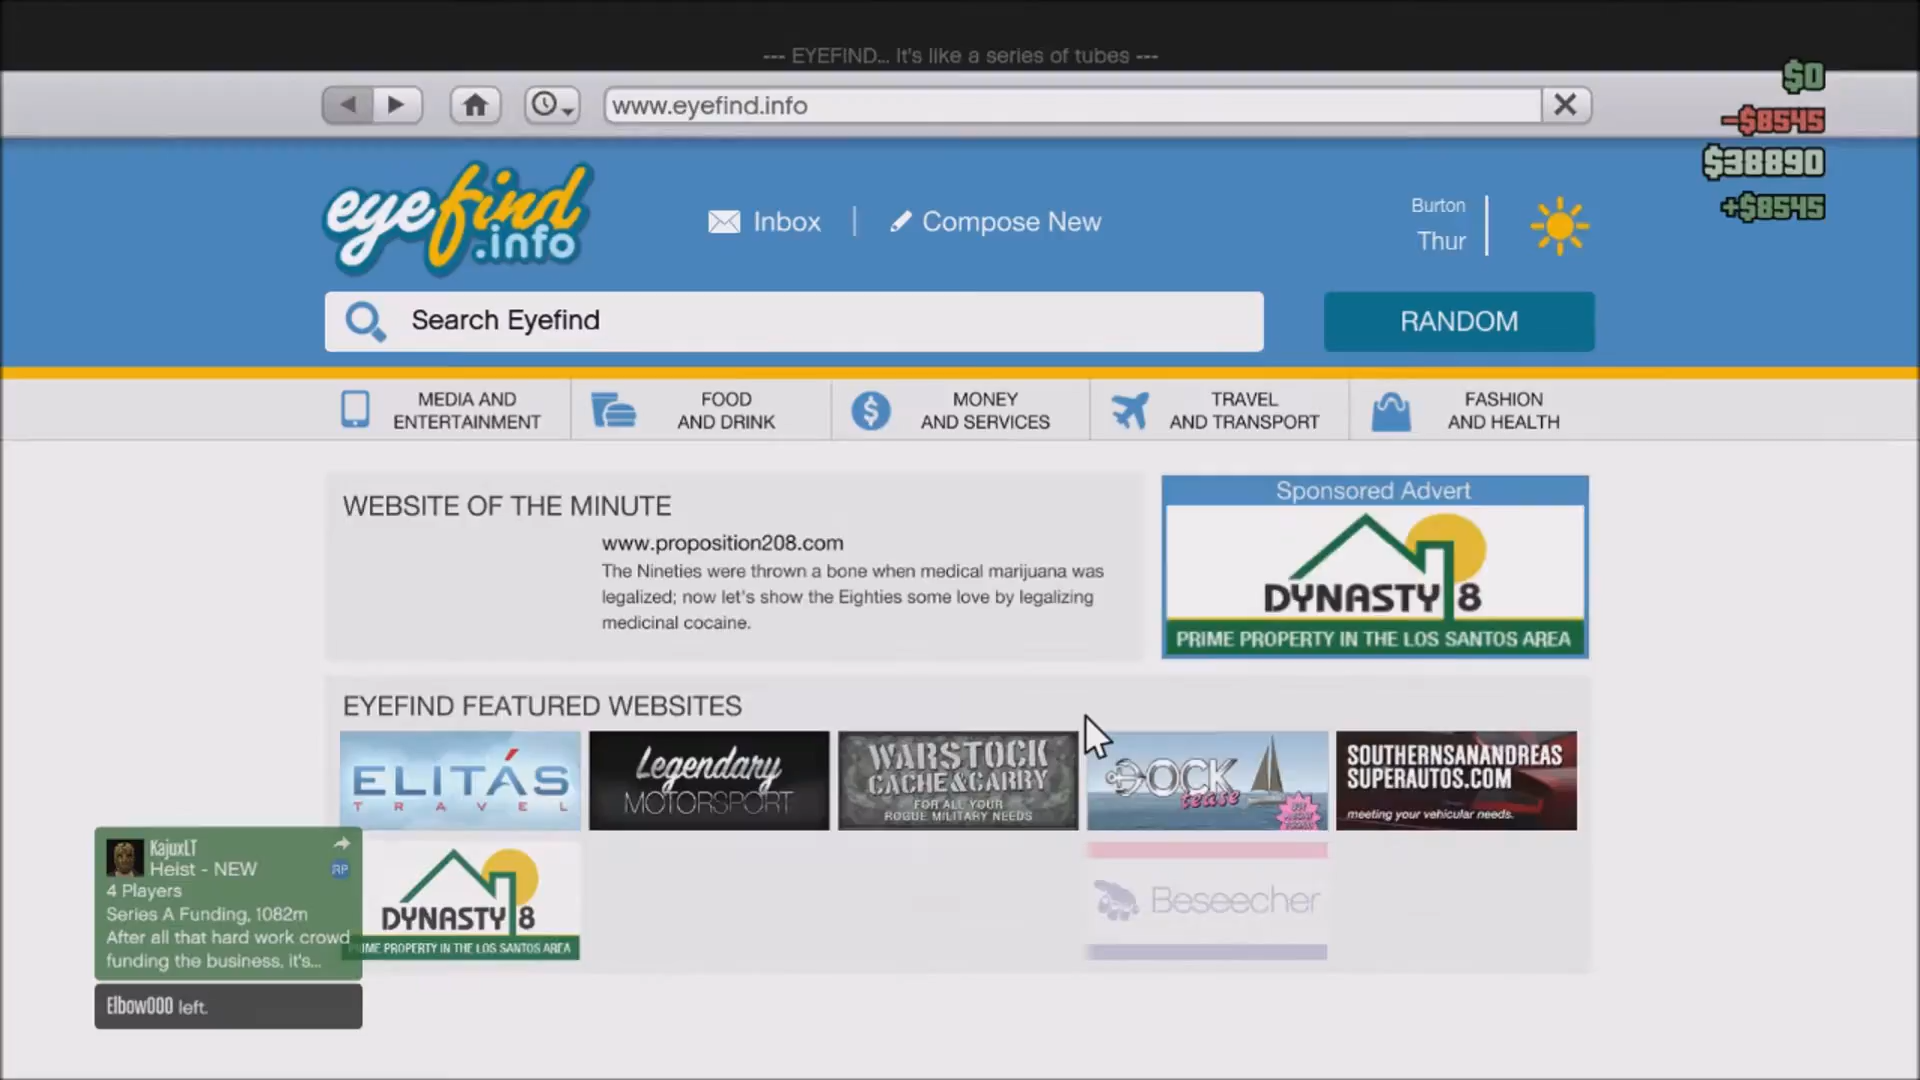 --- EYEFIND... It's like a series of tubes ---
www.eyefind.info
$0
-$8545
$38890
+$8545
eyefind
.info
Inbox
Compose New
Burton
Thur
Search Eyefind
RANDOM
MEDIA AND
ENTERTAINMENT
FOOD
AND DRINK
MONEY
AND SERVICES
TRAVEL
AND TRANSPORT
FASHION
AND HEALTH
WEBSITE OF THE MINUTE
www.proposition208.com
The Nineties were thrown a bone when medical marijuana was
legalized; now let's show the Eighties some love by legalizing
medicinal cocaine.
Sponsored Advert
DYNASTY 8
PRIME PROPERTY IN THE LOS SANTOS AREA
EYEFIND FEATURED WEBSITES
ELITÁS
TRAVEL
Legendary
MOTORSPORT
WARSTOCK
CACHE & CARRY
FOR ALL YOUR
ROGUE MILITARY NEEDS
DOCK
tease
SOUTHERNSANANDREAS
SUPERAUTOS.COM
meeting your vehicular needs.
DYNASTY 8
PRIME PROPERTY IN THE LOS SANTOS AREA
Beseecher
KajuxLT
Heist - NEW
RP
4 Players
Series A Funding, 1082m
After all that hard work crowd
funding the business, it's...
Elbow000 left.